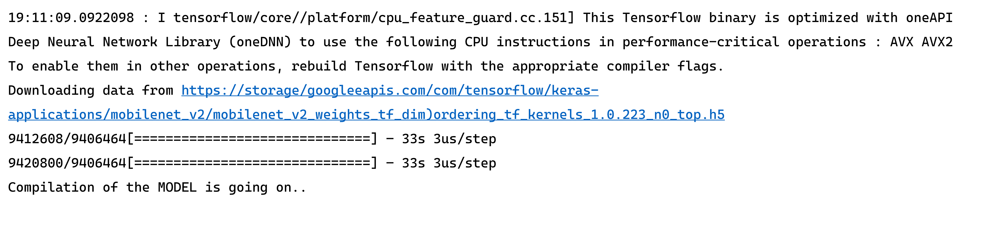 19:11:09.0922098 : I tensorflow/core//platform/cpu_feature_guard.cc.151] This Tensorflow binary is optimized with oneAPI
Deep Neural Network Library (oneDNN) to use the following CPU instructions in performance-critical operations : AVX AVX2
To enable them in other operations, rebuild Tensorflow with the appropriate compiler flags.
Downloading data from https://storage/googleeapis.com/com/tensorflow/keras-
applications/mobilenet_v2/mobilenet_v2_weights_tf_dim)ordering_tf_kernels_1.0.223_n0_top.h5
9412608/9406464[==============================] - 33s 3us/step
9420800/9406464[==============================] - 33s 3us/step
Compilation of the MODEL is going on..